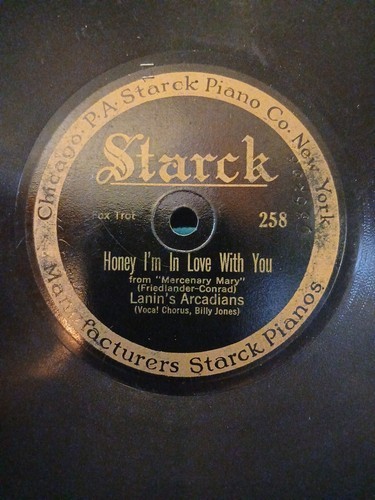 Chicago. P.A. Starck Piano Co. New York
Starck
Fox Trot
258
Honey I'm In Love With You
from "Mercenary Mary"
(Friedlander-Conrad)
Lanin's Arcadians
(Vocal Chorus, Billy Jones)
Manufacturers Starck Pianos